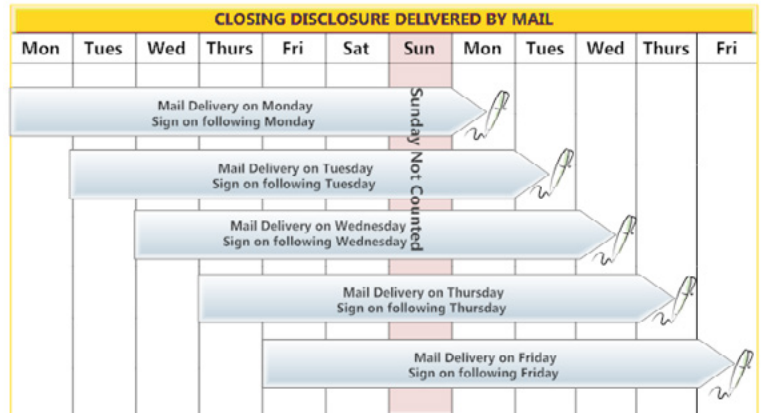 CLOSING DISCLOSURE DELIVERED BY MAIL
Mon Tues Wed Thurs Fri Sat Sun Mon Tues Wed Thurs Fri
Mail Delivery on Monday
Sign on following Monday
Sunday Not Counted
Mail Delivery on Tuesday
Sign on following Tuesday
Mail Delivery on Wednesday
Sign on following Wednesday
Mail Delivery on Thursday
Sign on following Thursday
Mail Delivery on Friday
Sign on following Friday